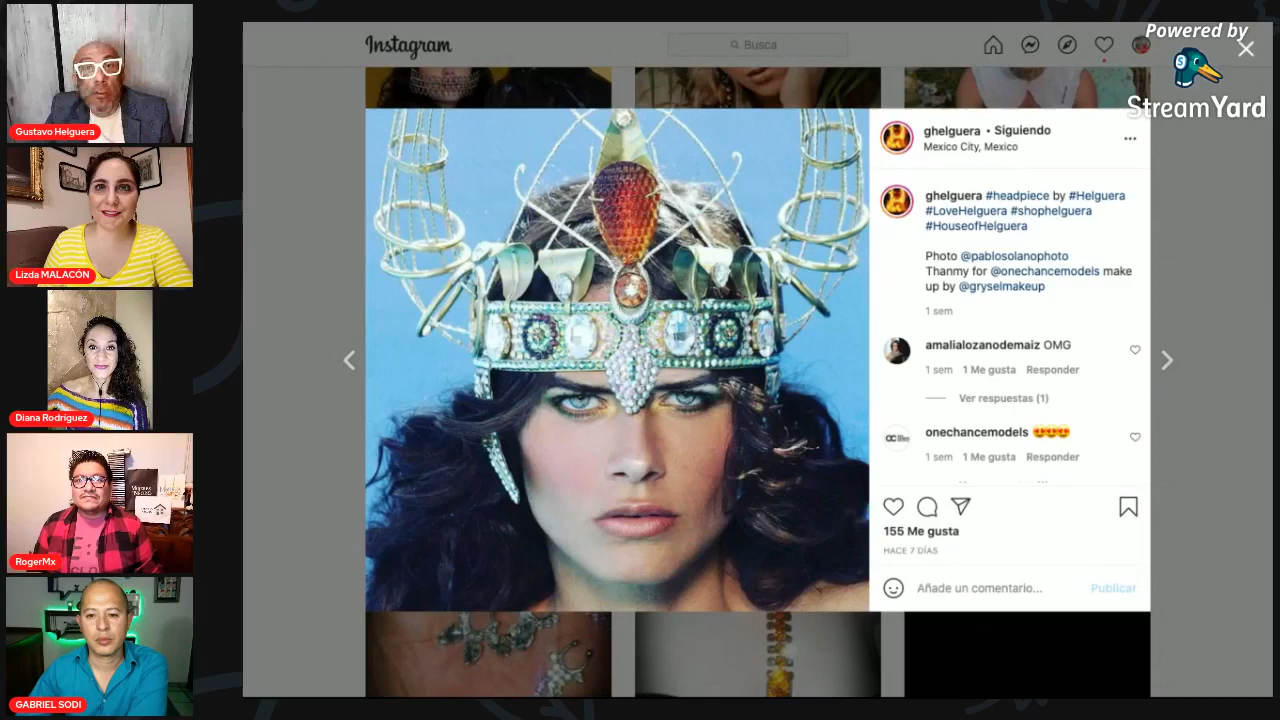 Gustavo Helguera
Lizda MALACÓN
Diana Rodríguez
RogerMx
GABRIEL SODI
Instagram
Busca
Powered by
StreamYard
ghelguera • Siguiendo
Mexico City, Mexico
ghelguera #headpiece by #Helguera
#LoveHelguera #shophelguera
#HouseofHelguera
Photo @pablosolanophoto
Thanmy for @onechancemodels make
up by @gryselmakeup
1 sem
amalialozanodemaiz OMG
1 sem 1 Me gusta Responder
Ver respuestas (1)
onechancemodels 😍😍😍
1 sem 1 Me gusta Responder
155 Me gusta
HACE 7 DÍAS
Añade un comentario...
Publicar